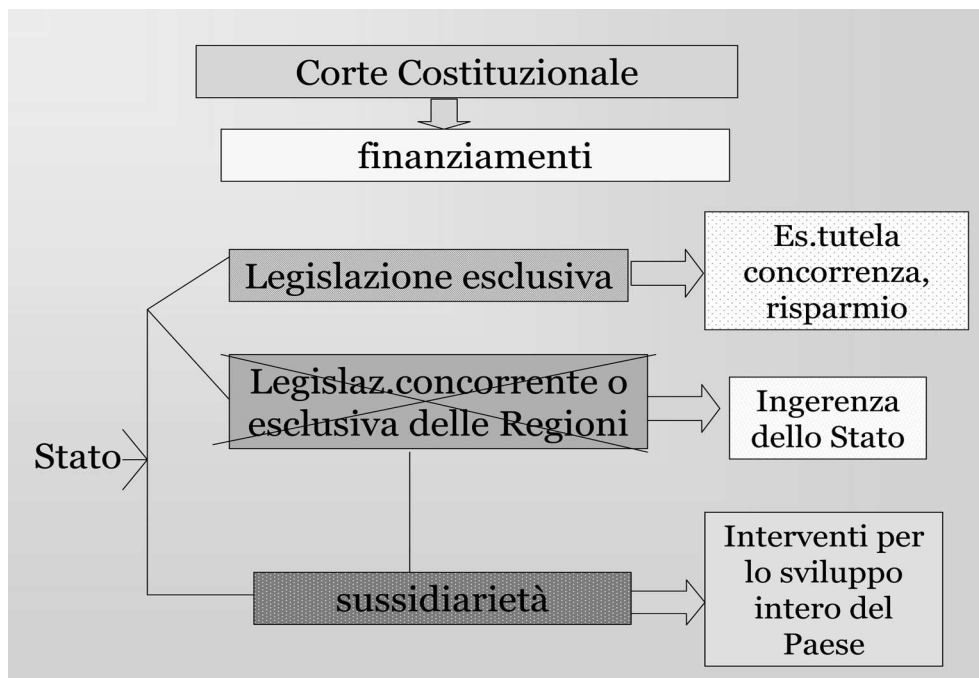 Corte Costituzionale
finanziamenti
Legislazione esclusiva
Es.tutela
concorrenza,
risparmio
Legislaz.concorrente o
esclusiva delle Regioni
Ingerenza
dello Stato
Stato
sussidiarietà
Interventi per
lo sviluppo
intero del
Paese